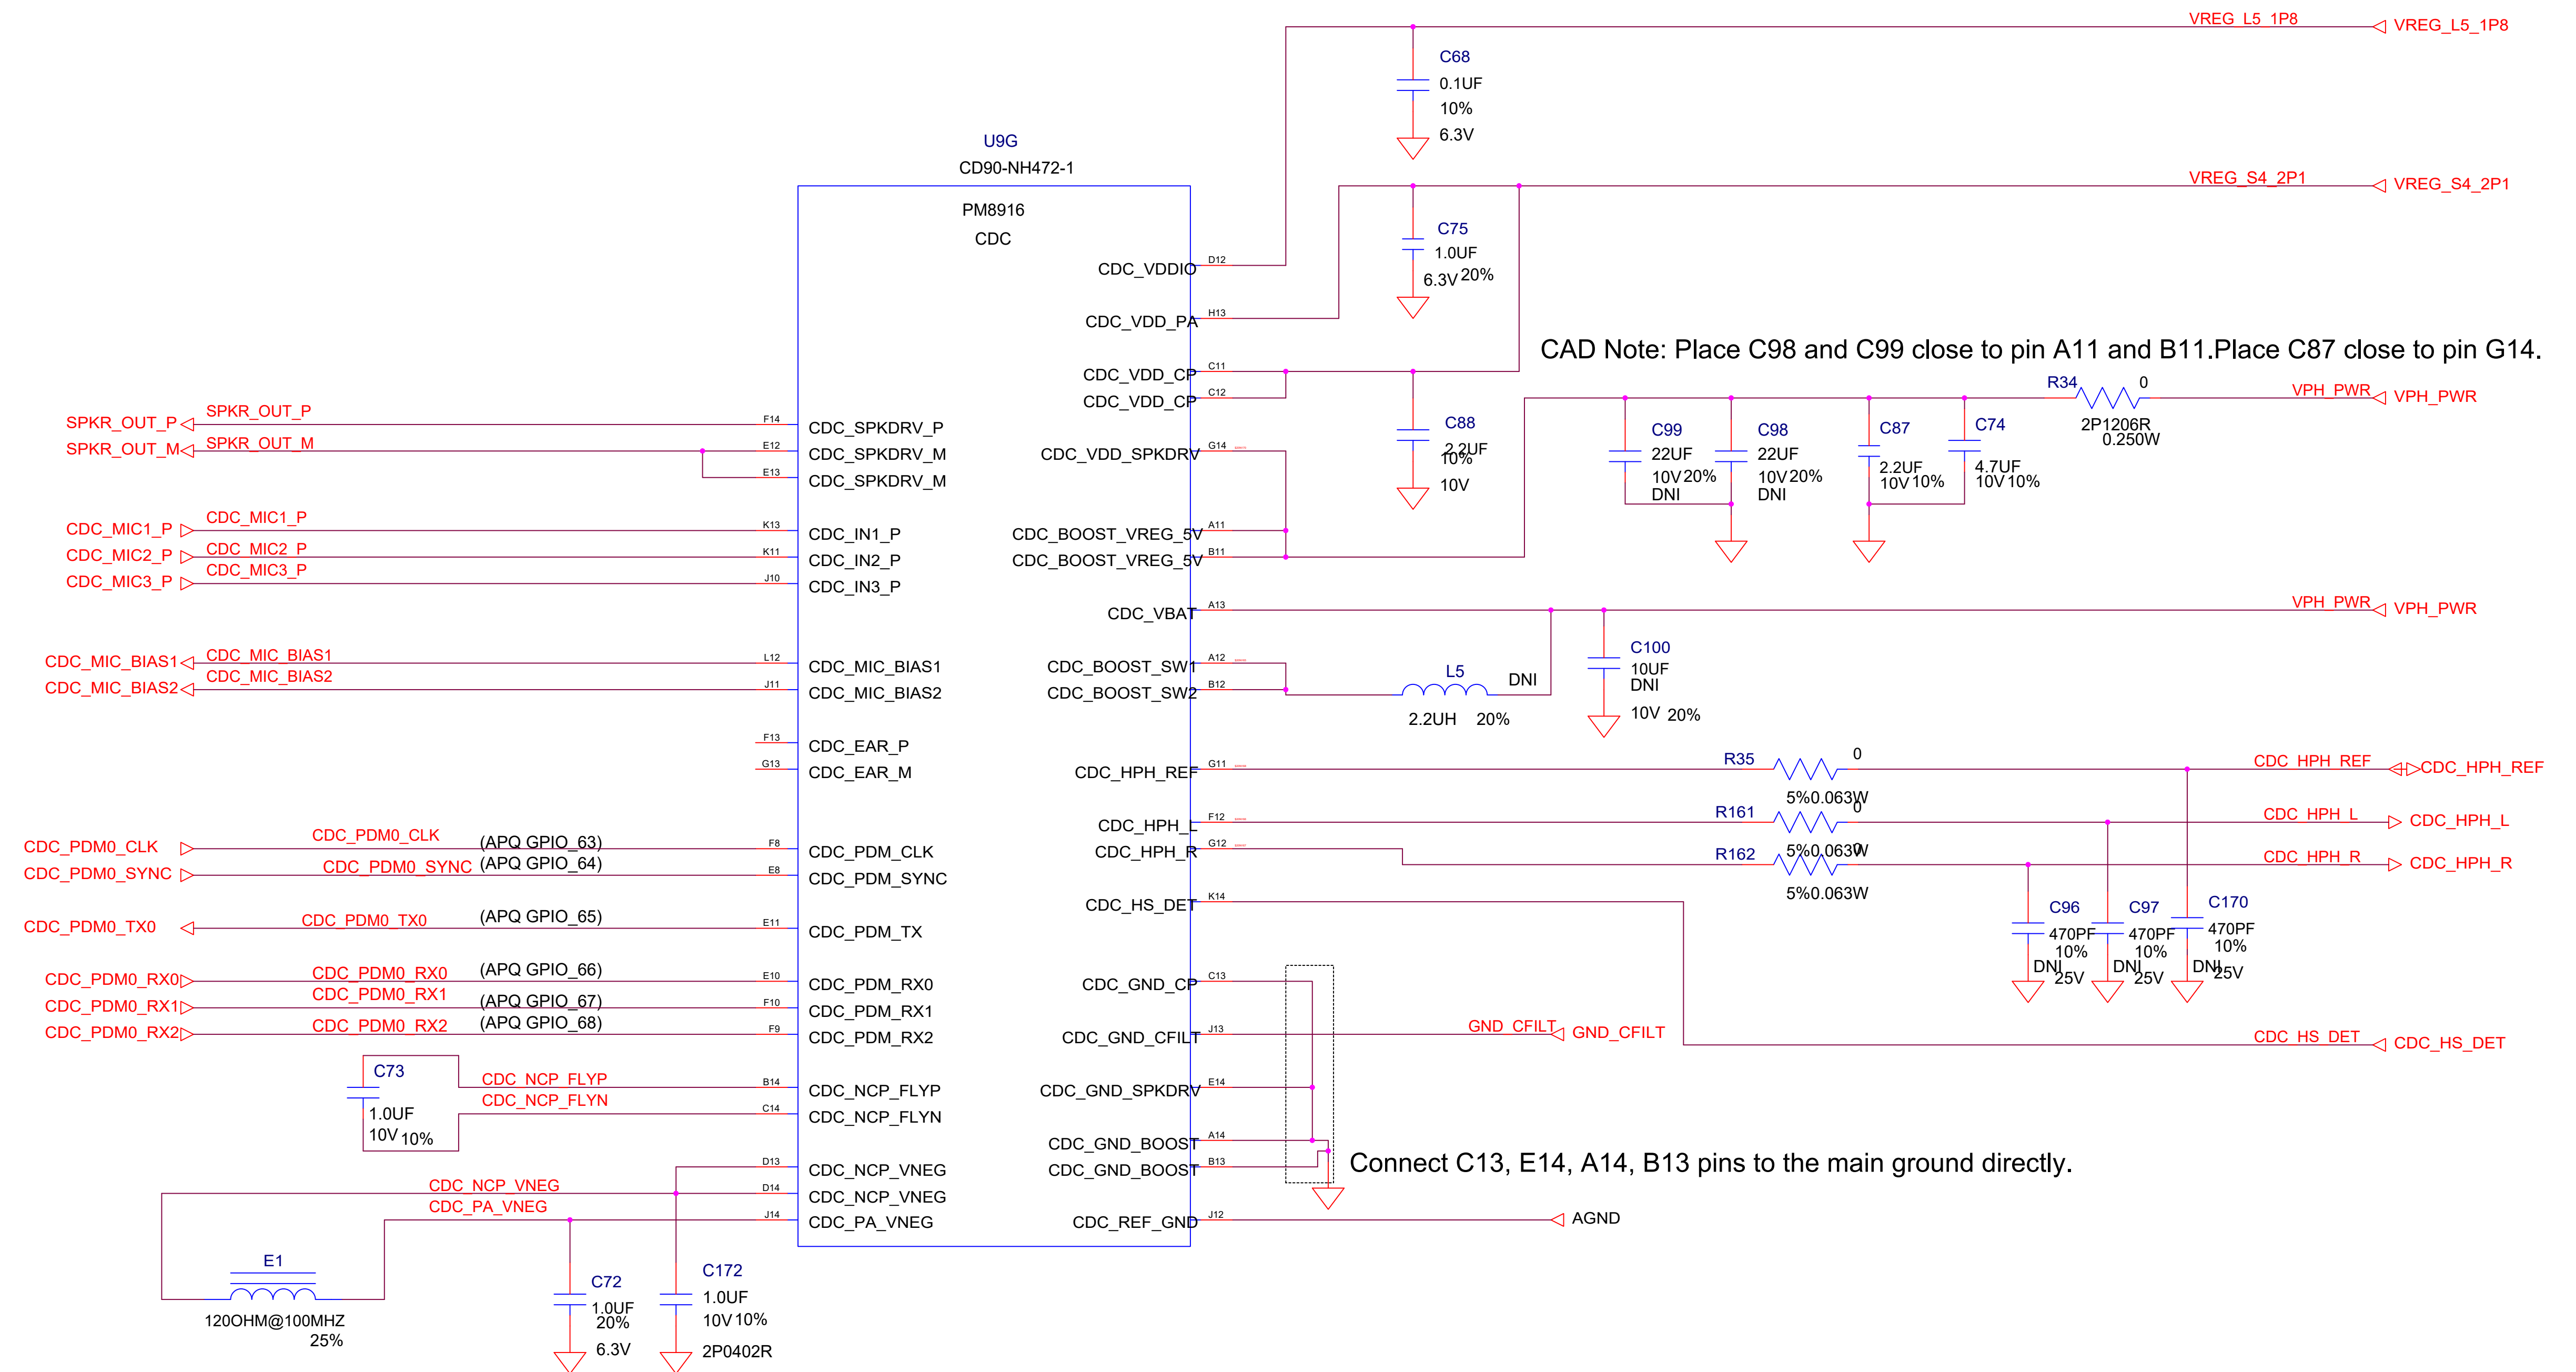 VREG_L5_1P8
VREG_L5_1P8
C68
0.1UF
10%
6.3V
U9G
CD90-NH472-1
VREG_S4_2P1
VREG_S4_2P1
PM8916
CDC
C75
1.0UF
6.3V 20%
CDC_VDDIO D12
CDC_VDD_PA H13
CAD Note: Place C98 and C99 close to pin A11 and B11.Place C87 close to pin G14.
CDC_VDD_CP C11
CDC_VDD_CP C12
R34 0
2P1206R
0.250W
VPH_PWR
VPH_PWR
SPKR_OUT_P SPKR_OUT_P F14 CDC_SPKDRV_P
SPKR_OUT_M SPKR_OUT_M E12 CDC_SPKDRV_M
E13 CDC_SPKDRV_M
CDC_VDD_SPKDRV G14
C88
2.2UF
10%
10V
C99
22UF
10V 20%
DNI
C98
22UF
10V 20%
DNI
C87
2.2UF
10V 10%
C74
4.7UF
10V 10%
CDC_MIC1_P CDC_MIC1_P K13 CDC_IN1_P
CDC_MIC2_P CDC_MIC2_P K11 CDC_IN2_P
CDC_MIC3_P CDC_MIC3_P J10 CDC_IN3_P
CDC_BOOST_VREG_5V A11
CDC_BOOST_VREG_5V B11
CDC_VBAT A13
VPH_PWR
VPH_PWR
CDC_MIC_BIAS1 CDC_MIC_BIAS1 L12 CDC_MIC_BIAS1
CDC_MIC_BIAS2 CDC_MIC_BIAS2 J11 CDC_MIC_BIAS2
CDC_BOOST_SW1 A12
CDC_BOOST_SW2 B12
L5 DNI
2.2UH 20%
C100
10UF
DNI
10V 20%
F13 CDC_EAR_P
G13 CDC_EAR_M
CDC_HPH_REF G11
R35 0
5%0.063W
CDC_HPH_REF
CDC_HPH_REF
CDC_HPH_L F12
R161 0
5%0.063W
CDC_HPH_L
CDC_HPH_L
CDC_HPH_R G12
R162 0
5%0.063W
CDC_HPH_R
CDC_HPH_R
CDC_PDM0_CLK CDC_PDM0_CLK (APQ GPIO_63) F8 CDC_PDM_CLK
CDC_PDM0_SYNC CDC_PDM0_SYNC (APQ GPIO_64) E8 CDC_PDM_SYNC
CDC_HS_DET K14
CDC_PDM0_TX0 CDC_PDM0_TX0 (APQ GPIO_65) E11 CDC_PDM_TX
C96
470PF
10%
DNI
25V
C97
470PF
10%
DNI
25V
C170
470PF
10%
DNI
25V
CDC_PDM0_RX0 CDC_PDM0_RX0 (APQ GPIO_66) E10 CDC_PDM_RX0
CDC_PDM0_RX1 CDC_PDM0_RX1 (APQ GPIO_67) F10 CDC_PDM_RX1
CDC_PDM0_RX2 CDC_PDM0_RX2 (APQ GPIO_68) F9 CDC_PDM_RX2
CDC_GND_CP C13
CDC_GND_CFILT J13
GND_CFILT
GND_CFILT
CDC_HS_DET
CDC_HS_DET
C73
1.0UF
10V 10%
CDC_NCP_FLYP B14 CDC_NCP_FLYP
CDC_NCP_FLYN C14 CDC_NCP_FLYN
CDC_GND_SPKDRV E14
CDC_GND_BOOST A14
CDC_GND_BOOST B13
Connect C13, E14, A14, B13 pins to the main ground directly.
D13 CDC_NCP_VNEG
CDC_NCP_VNEG D14 CDC_NCP_VNEG
CDC_PA_VNEG J14 CDC_PA_VNEG
CDC_REF_GND J12
AGND
E1
120OHM@100MHZ
25%
C72
1.0UF
20%
6.3V
C172
1.0UF
10V 10%
2P0402R